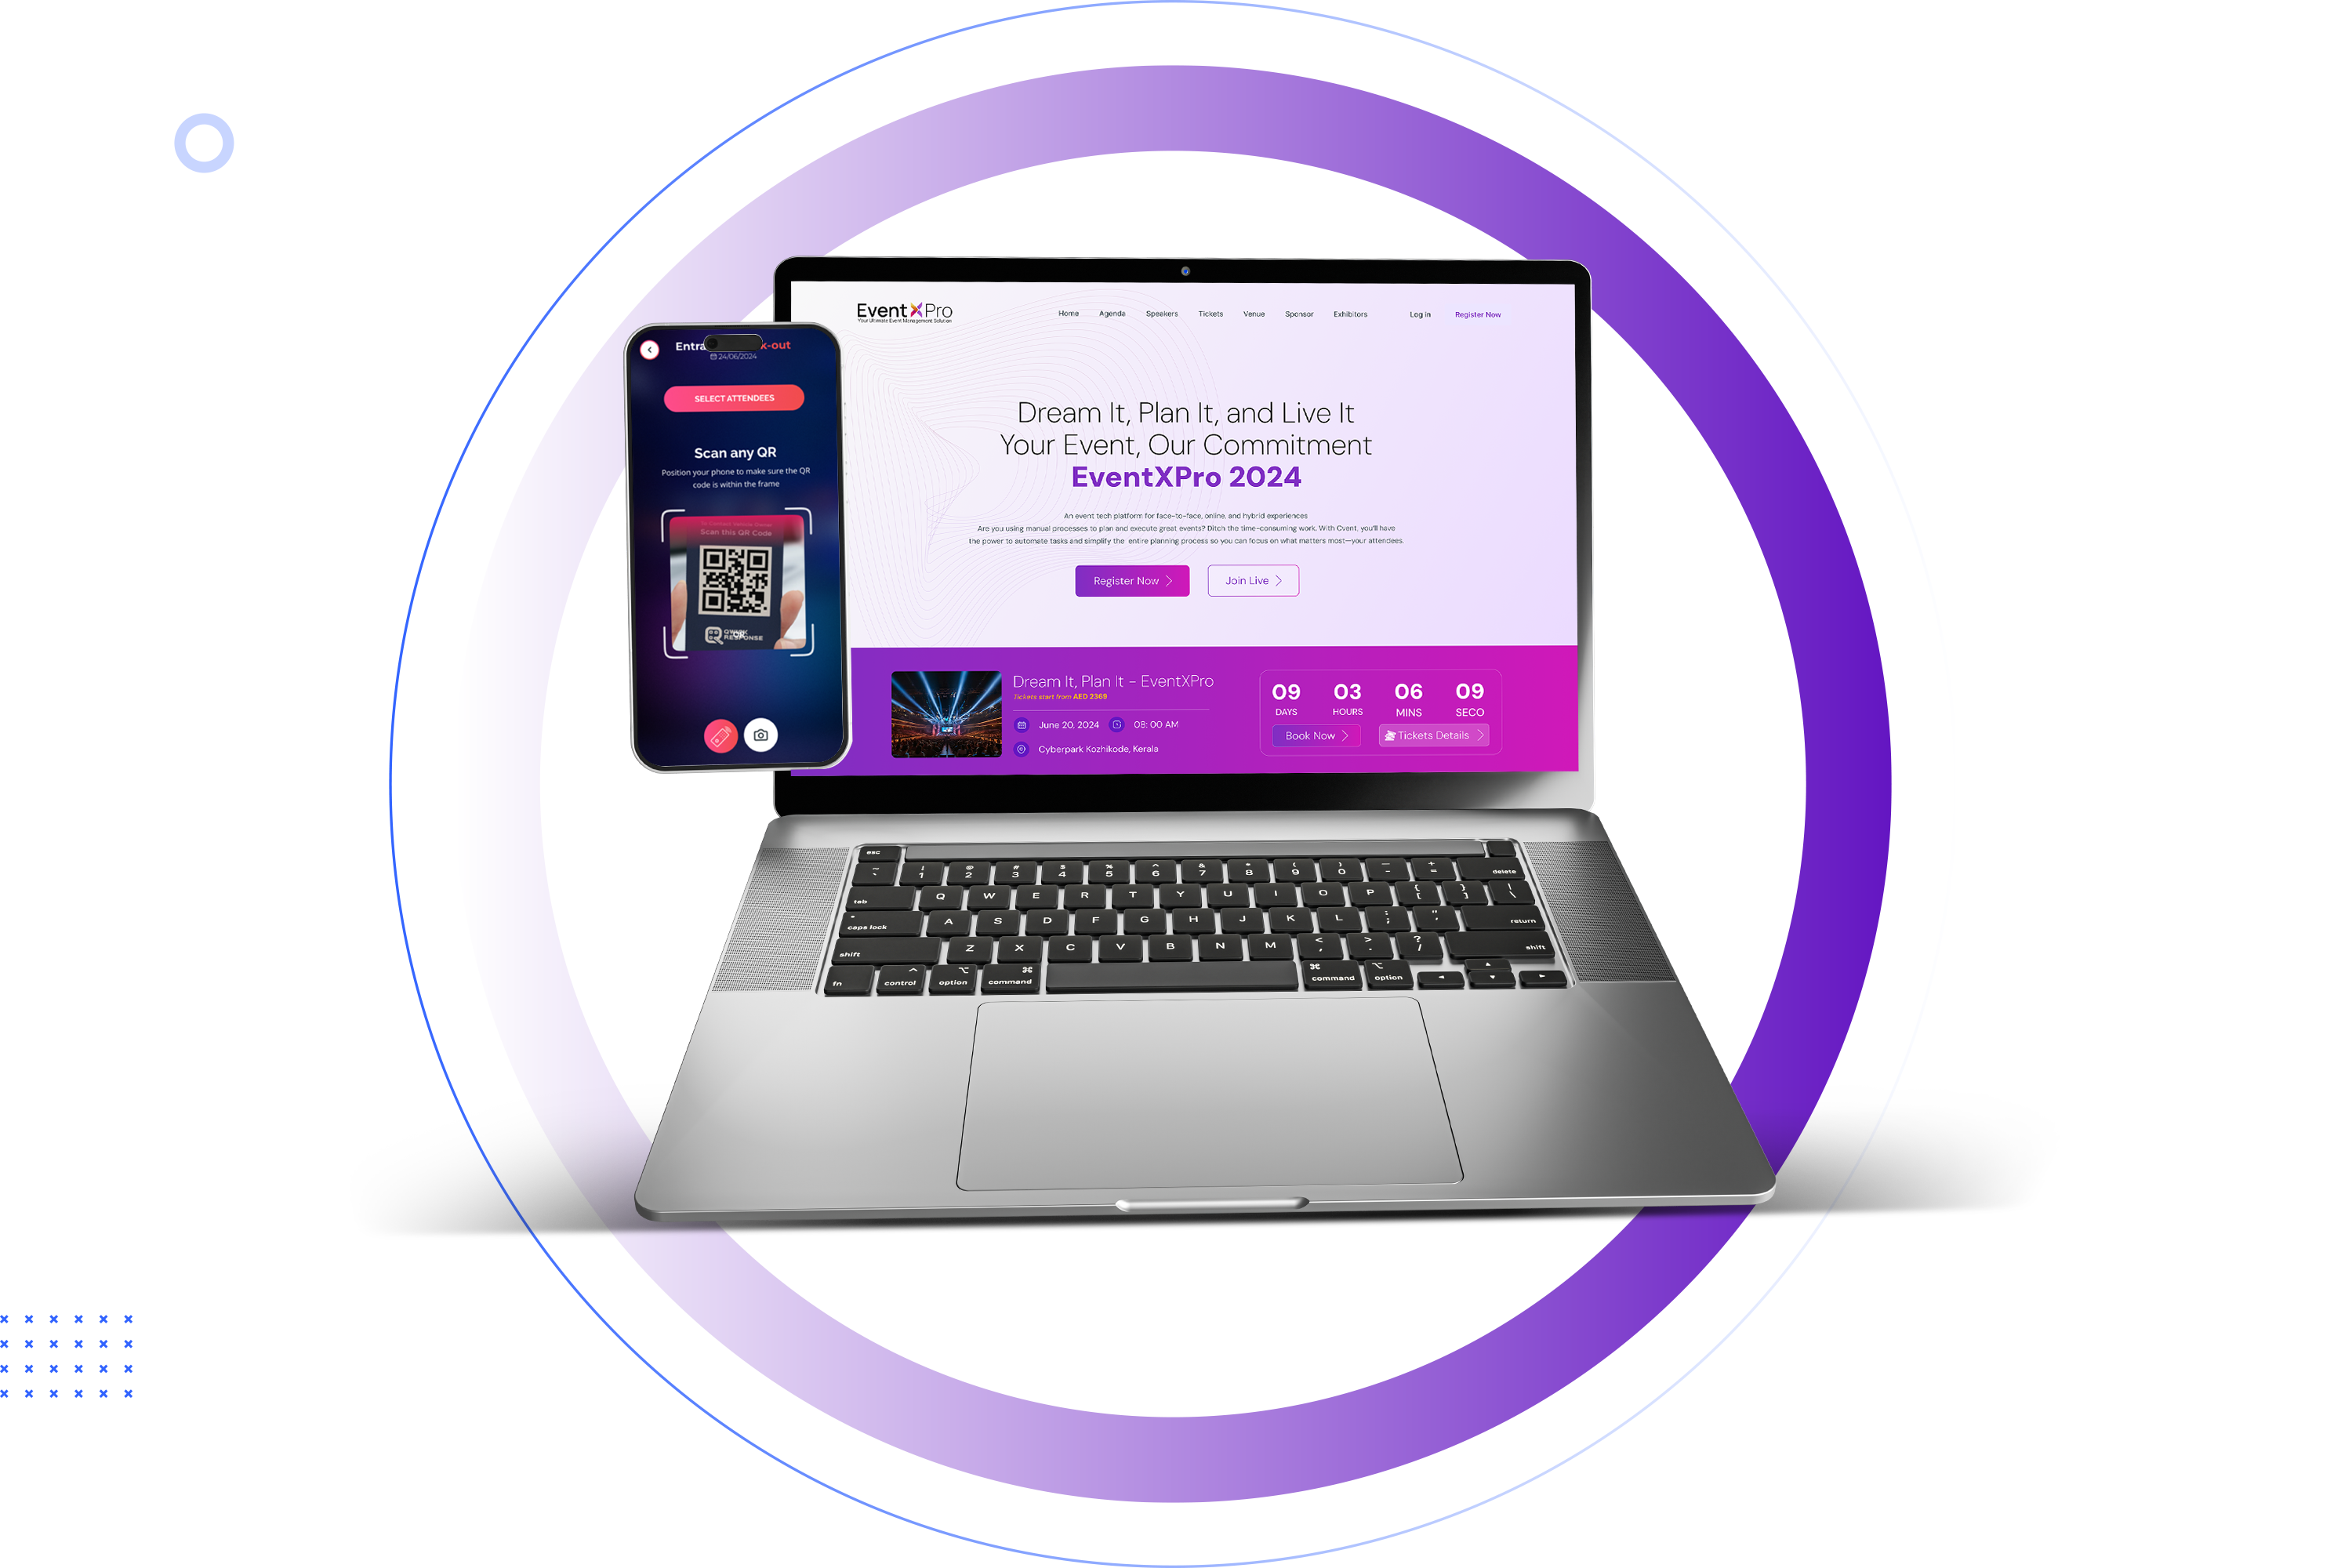 EventXPro
Your Ultimate Event Management Solution
Home Agenda Speakers Tickets Venue Sponsor Exhibitors Log in Register Now
Dream It, Plan It, and Live It
Your Event, Our Commitment
EventXPro 2024
An event tech platform for face-to-face, online, and hybrid experiences
Are you using manual processes to plan and execute great events? Ditch the time-consuming work. With Cvent, you'll have
the power to automate tasks and simplify the entire planning process so you can focus on what matters most—your attendees.
Register Now
Join Live
Dream It, Plan It - EventXPro
Tickets start from AED 2369
June 20, 2024 08: 00 AM
Cyberpark Kozhikode, Kerala
09 03 06 09
DAYS HOURS MINS SECO
Book Now
Tickets Details
Entra k-out
24/06/2024
SELECT ATTENDEES
Scan any QR
Position your phone to make sure the QR
code is within the frame
Scan this QR Code
RESPONSE
esc
~ ` ! 1 @ 2 # 3 $ 4 % 5 ^ 6 & 7 * 8 ( 9 ) 0 — - + = delete
tab Q W E R T Y U I O P { [ } ] | \
caps lock A S D F G H J K L : ; " ' return
shift Z X C V B N M < , > . ? / shift
fn control option command command option